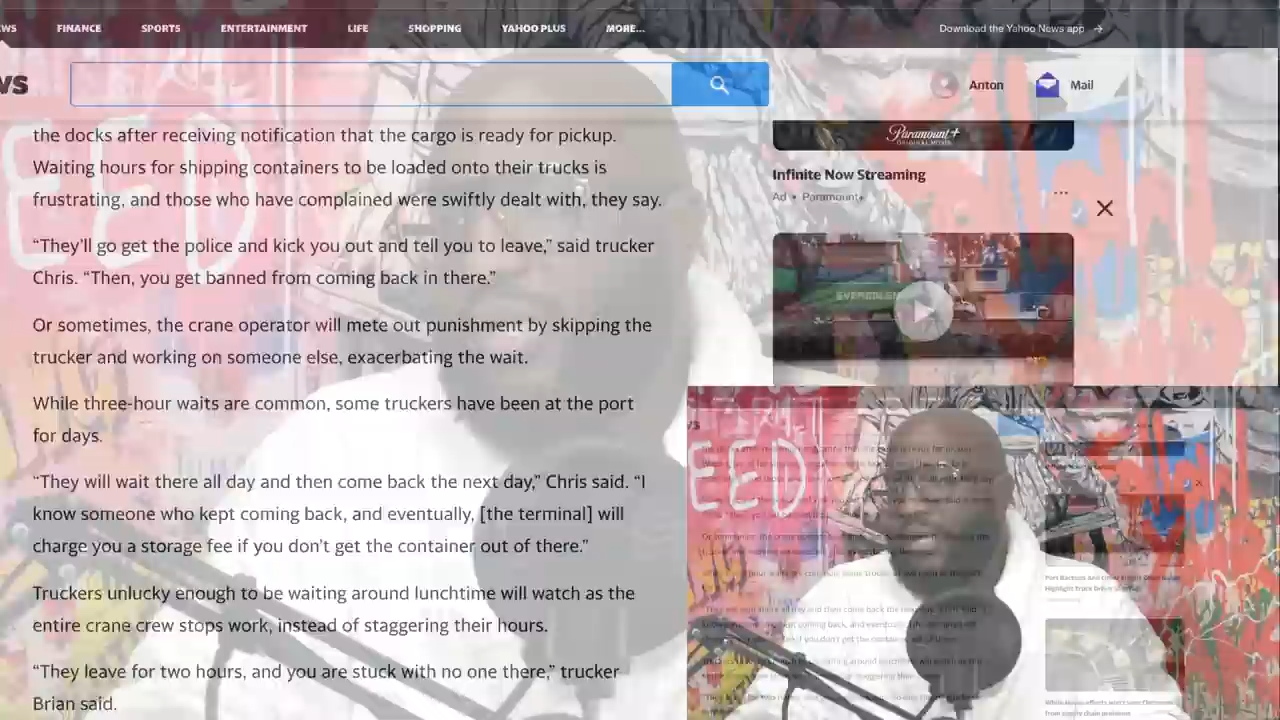 WS FINANCE SPORTS ENTERTAINMENT LIFE SHOPPING YAHOO PLUS MORE... Download the Yahoo News app →
ws
Anton Mail
the docks after receiving notification that the cargo is ready for pickup.
Waiting hours for shipping containers to be loaded onto their trucks is
frustrating, and those who have complained were swiftly dealt with, they say.
“They’ll go get the police and kick you out and tell you to leave,” said trucker
Chris. “Then, you get banned from coming back in there.”
Or sometimes, the crane operator will mete out punishment by skipping the
trucker and working on someone else, exacerbating the wait.
While three-hour waits are common, some truckers have been at the port
for days.
“They will wait there all day and then come back the next day,” Chris said. “I
know someone who kept coming back, and eventually, [the terminal] will
charge you a storage fee if you don’t get the container out of there.”
Truckers unlucky enough to be waiting around lunchtime will watch as the
entire crane crew stops work, instead of staggering their hours.
“They leave for two hours, and you are stuck with no one there,” trucker
Brian said.
Paramount+
ORIGINAL MOVIE
Infinite Now Streaming
Ad • Paramount+
EVERGREEN